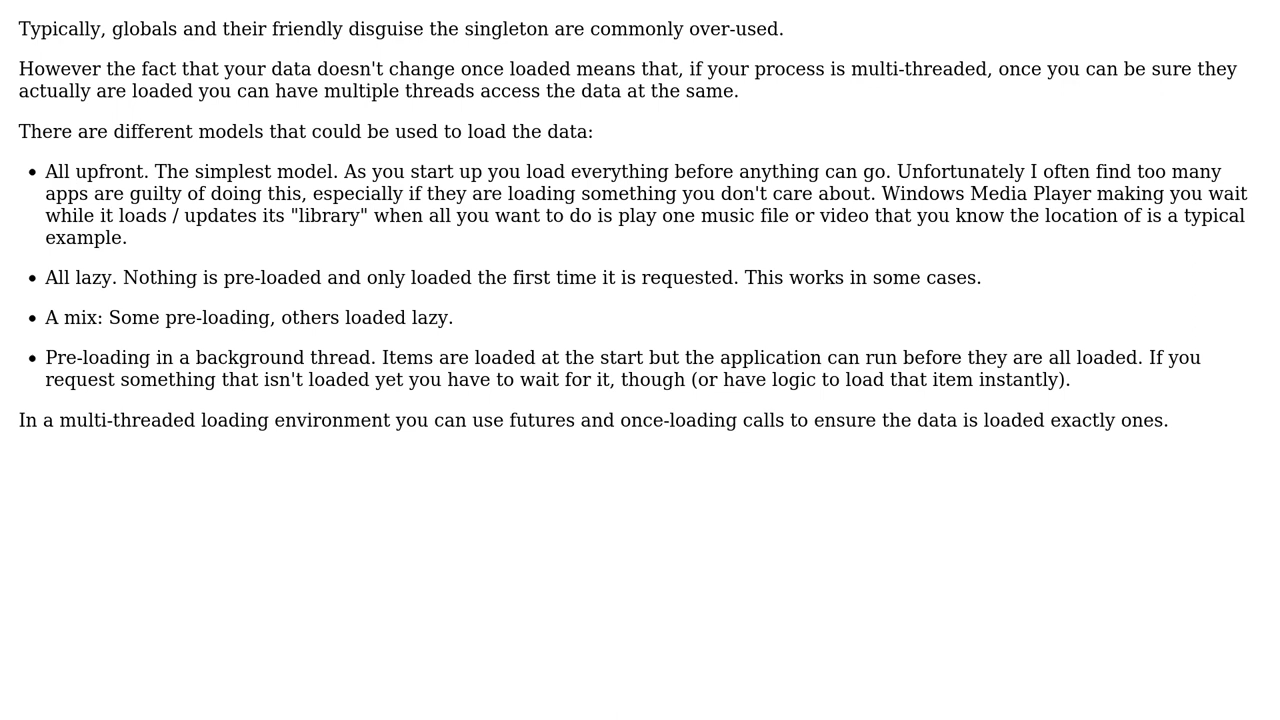 Typically, globals and their friendly disguise the singleton are commonly over-used.
However the fact that your data doesn't change once loaded means that, if your process is multi-threaded, once you can be sure they
actually are loaded you can have multiple threads access the data at the same.
There are different models that could be used to load the data:
• All upfront. The simplest model. As you start up you load everything before anything can go. Unfortunately I often find too many
apps are guilty of doing this, especially if they are loading something you don't care about. Windows Media Player making you wait
while it loads / updates its "library" when all you want to do is play one music file or video that you know the location of is a typical
example.
• All lazy. Nothing is pre-loaded and only loaded the first time it is requested. This works in some cases.
• A mix: Some pre-loading, others loaded lazy.
• Pre-loading in a background thread. Items are loaded at the start but the application can run before they are all loaded. If you
request something that isn't loaded yet you have to wait for it, though (or have logic to load that item instantly).
In a multi-threaded loading environment you can use futures and once-loading calls to ensure the data is loaded exactly ones.